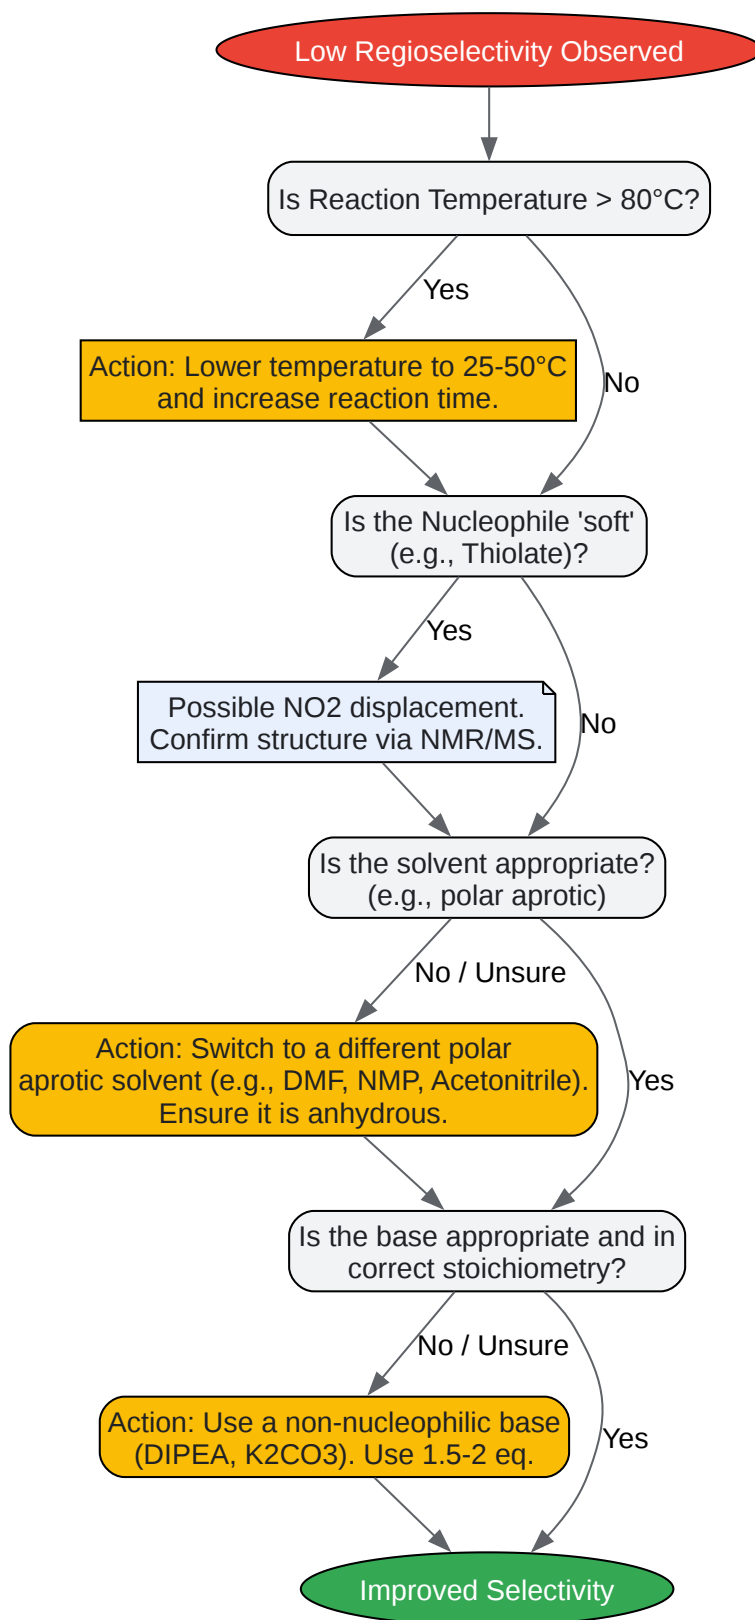 Low Regioselectivity Observed
Is Reaction Temperature > 80°C?
Yes
Action: Lower temperature to 25-50°C
and increase reaction time.
No
Is the Nucleophile 'soft'
(e.g., Thiolate)?
Yes
Possible NO2 displacement.
Confirm structure via NMR/MS.
No
Is the solvent appropriate?
(e.g., polar aprotic)
No / Unsure
Action: Switch to a different polar
aprotic solvent (e.g., DMF, NMP, Acetonitrile).
Ensure it is anhydrous.
Yes
Is the base appropriate and in
correct stoichiometry?
No / Unsure
Action: Use a non-nucleophilic base
(DIPEA, K2CO3). Use 1.5-2 eq.
Yes
Improved Selectivity